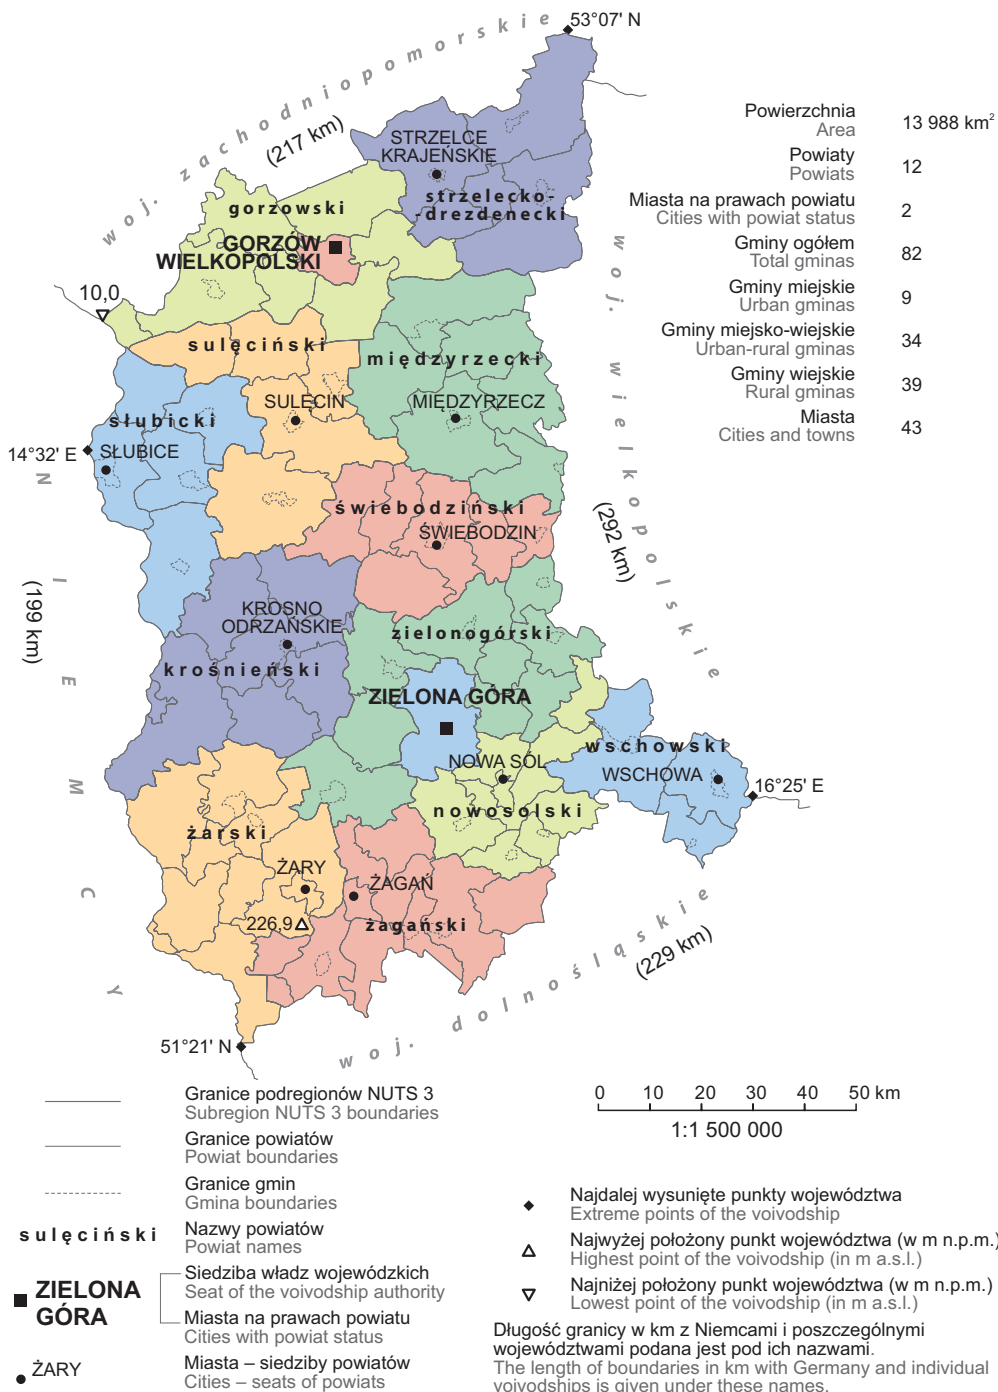 53°07' N
woj. zachodniopomorskie
(217 km)
STRZELCE
KRAJEŃSKIE
strzelecko-
-drezdenecki
gorzowski
GORZÓW
WIELKOPOLSKI
10,0
sulęciński
międzyrzecki
SULĘCIN
MIĘDZYRZECZ
słubicki
14°32' E
SŁUBICE
świebodziński
ŚWIEBODZIN
woj. wielkopolskie
(292 km)
NIEMCY
(199 km)
KROSNO
ODRZAŃSKIE
zielonogórski
krośnieński
ZIELONA GÓRA
wschowski
NOWA SÓL
WSCHOWA
16°25' E
nowosolski
żarski
ŻARY
ŻAGAŃ
226,9
żagański
woj. dolnośląskie
(229 km)
51°21' N
Powierzchnia
Area
13 988 km²
Powiaty
Powiats
12
Miasta na prawach powiatu
Cities with powiat status
2
Gminy ogółem
Total gminas
82
Gminy miejskie
Urban gminas
9
Gminy miejsko-wiejskie
Urban-rural gminas
34
Gminy wiejskie
Rural gminas
39
Miasta
Cities and towns
43
Granice podregionów NUTS 3
Subregion NUTS 3 boundaries
Granice powiatów
Powiat boundaries
Granice gmin
Gmina boundaries
sulęciński
Nazwy powiatów
Powiat names
ZIELONA
GÓRA
Siedziba władz wojewódzkich
Seat of the voivodship authority
Miasta na prawach powiatu
Cities with powiat status
ŻARY
Miasta – siedziby powiatów
Cities – seats of powiats
0 10 20 30 40 50 km
1:1 500 000
Najdalej wysunięte punkty województwa
Extreme points of the voivodship
Najwyżej położony punkt województwa (w m n.p.m.)
Highest point of the voivodship (in m a.s.l.)
Najniżej położony punkt województwa (w m n.p.m.)
Lowest point of the voivodship (in m a.s.l.)
Długość granicy w km z Niemcami i poszczególnymi
województwami podana jest pod ich nazwami.
The length of boundaries in km with Germany and individual
voivodships is given under these names.